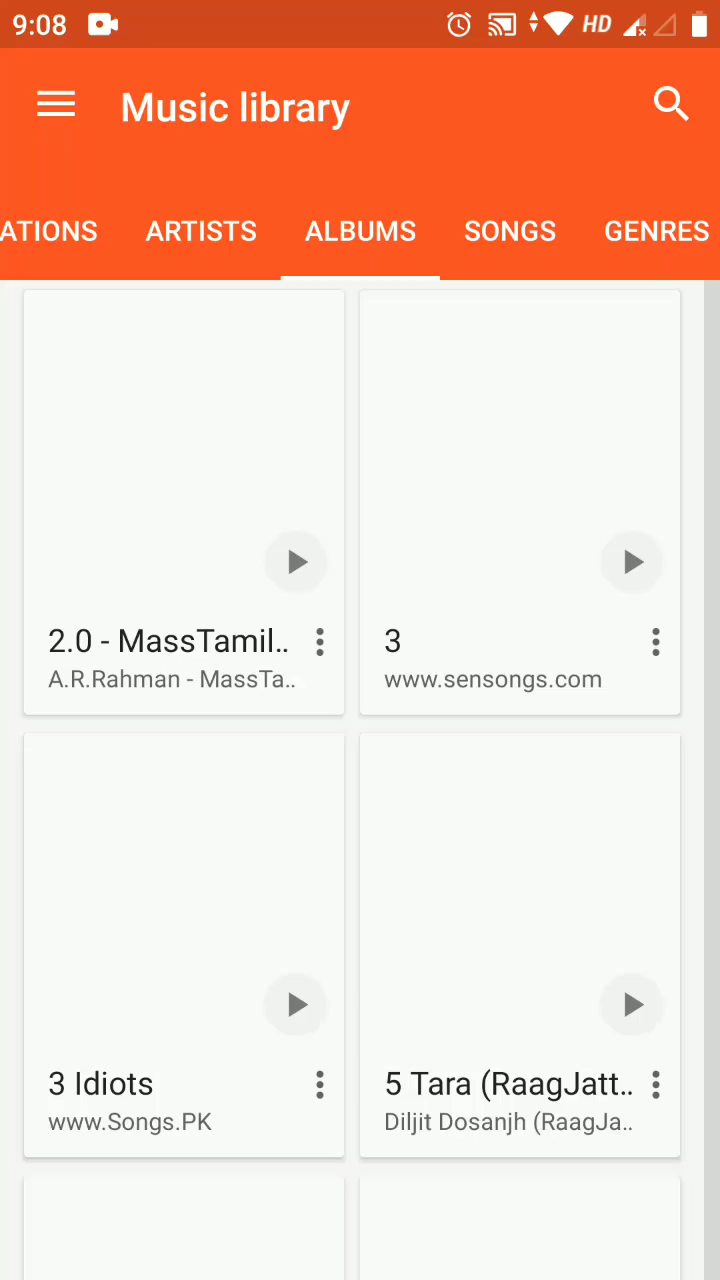 9:08
HD
Music library
ATIONS ARTISTS ALBUMS SONGS GENRES
2.0 - MassTamil..
A.R.Rahman - MassTa..
3
www.sensongs.com
3 Idiots
www.Songs.PK
5 Tara (RaagJatt..
Diljit Dosanjh (RaagJa..